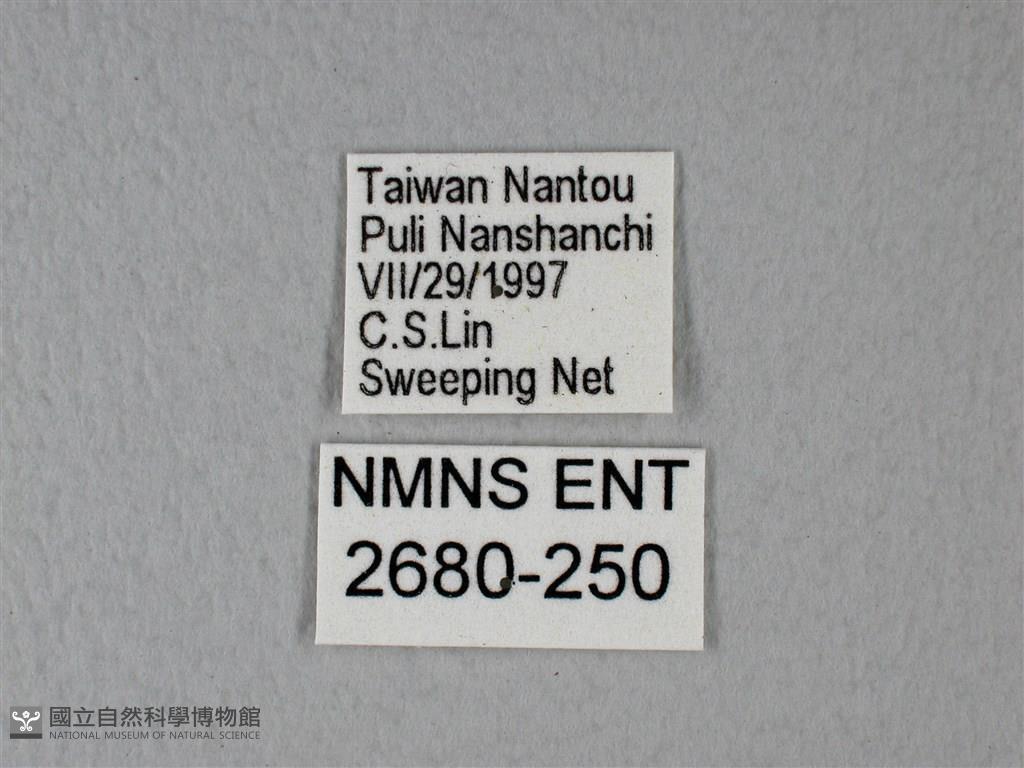 Taiwan Nantou
Puli Nanshanchi
VII/29/1997
C.S.Lin
Sweeping Net
NMNS ENT
2680-250
國立自然科學博物館
NATIONAL MUSEUM OF NATURAL SCIENCE